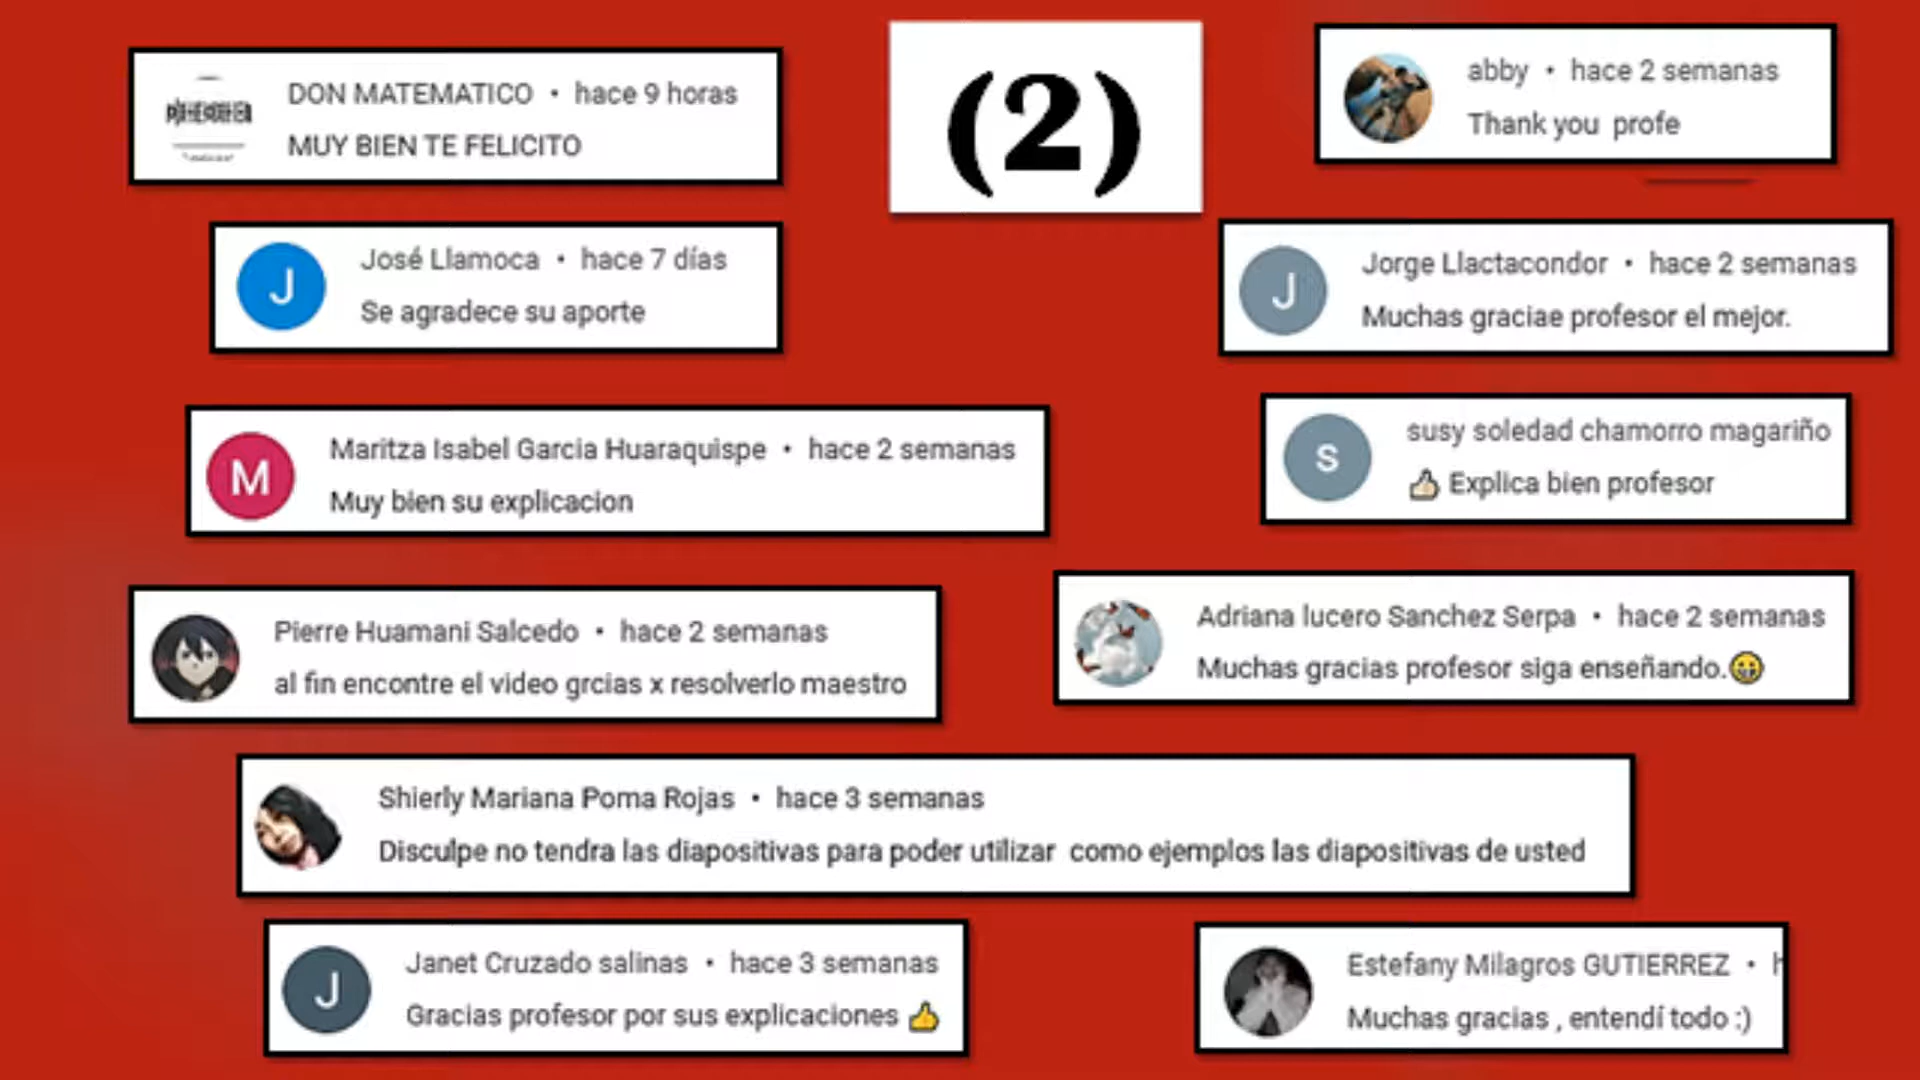 DON MATEMATICO • hace 9 horas
MUY BIEN TE FELICITO
(2)
abby • hace 2 semanas
Thank you profe
José Llamoca • hace 7 días
Se agradece su aporte
Jorge Llactacondor • hace 2 semanas
Muchas graciae profesor el mejor.
Maritza Isabel Garcia Huaraquispe • hace 2 semanas
M
Muy bien su explicacion
susy soledad chamorro magariño
👍 Explica bien profesor
Pierre Huamani Salcedo • hace 2 semanas
al fin encontre el video grcias x resolverlo maestro
Adriana lucero Sanchez Serpa • hace 2 semanas
Muchas gracias profesor siga enseñando.😀
Shierly Mariana Poma Rojas • hace 3 semanas
Disculpe no tendra las diapositivas para poder utilizar como ejemplos las diapositivas de usted
Janet Cruzado salinas • hace 3 semanas
Gracias profesor por sus explicaciones 👍
Estefany Milagros GUTIERREZ •
Muchas gracias , entendí todo :)